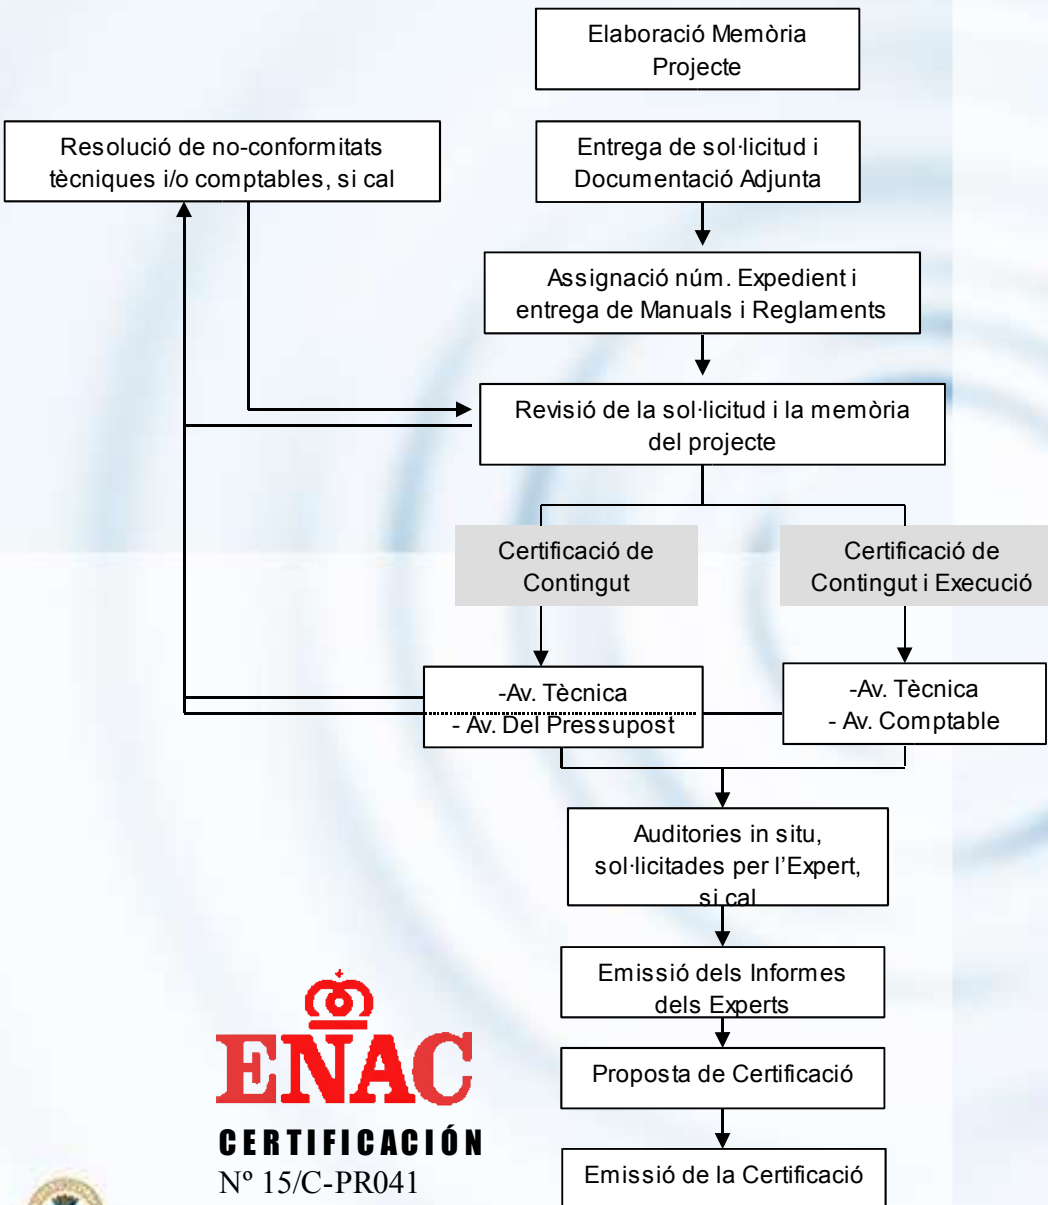 Elaboració Memòria
Projecte
Resolució de no-conformitats
tècniques i/o comptables, si cal
Entrega de sol·licitud i
Documentació Adjunta
Assignació núm. Expedient i
entrega de Manuals i Reglaments
Revisió de la sol·licitud i la memòria
del projecte
Certificació de
Contingut
Certificació de
Contingut i Execució
-Av. Tècnica
- Av. Del Pressupost
-Av. Tècnica
- Av. Comptable
Auditories in situ,
sol·licitades per l’Expert,
si cal
Emissió dels Informes
dels Experts
Proposta de Certificació
Emissió de la Certificació
ENAC
CERTIFICACIÓN
Nº 15/C-PR041